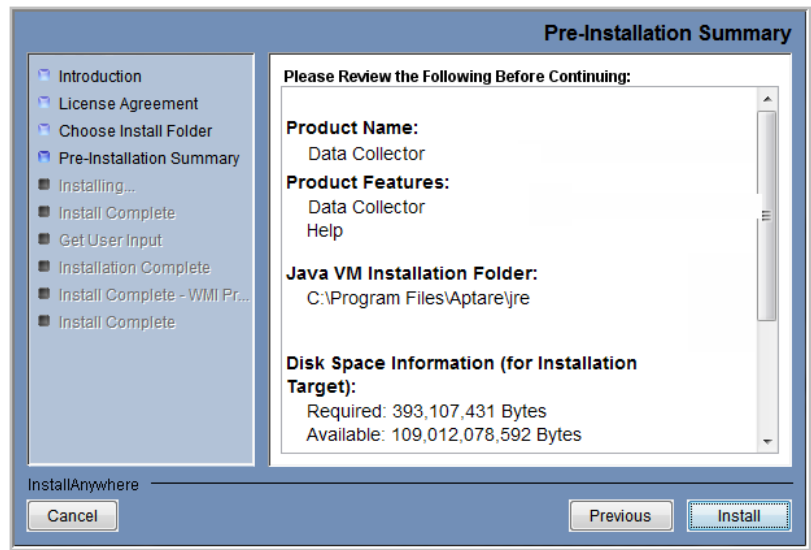 Pre-Installation Summary
Introduction
License Agreement
Choose Install Folder
Pre-Installation Summary
Installing...
Install Complete
Get User Input
Installation Complete
Install Complete - WMI Pr...
Install Complete
Please Review the Following Before Continuing:
Product Name:
Data Collector
Product Features:
Data Collector
Help
Java VM Installation Folder:
C:\Program Files\Aptare\jre
Disk Space Information (for Installation
Target):
Required: 393,107,431 Bytes
Available: 109,012,078,592 Bytes
InstallAnywhere
Cancel
Previous
Install